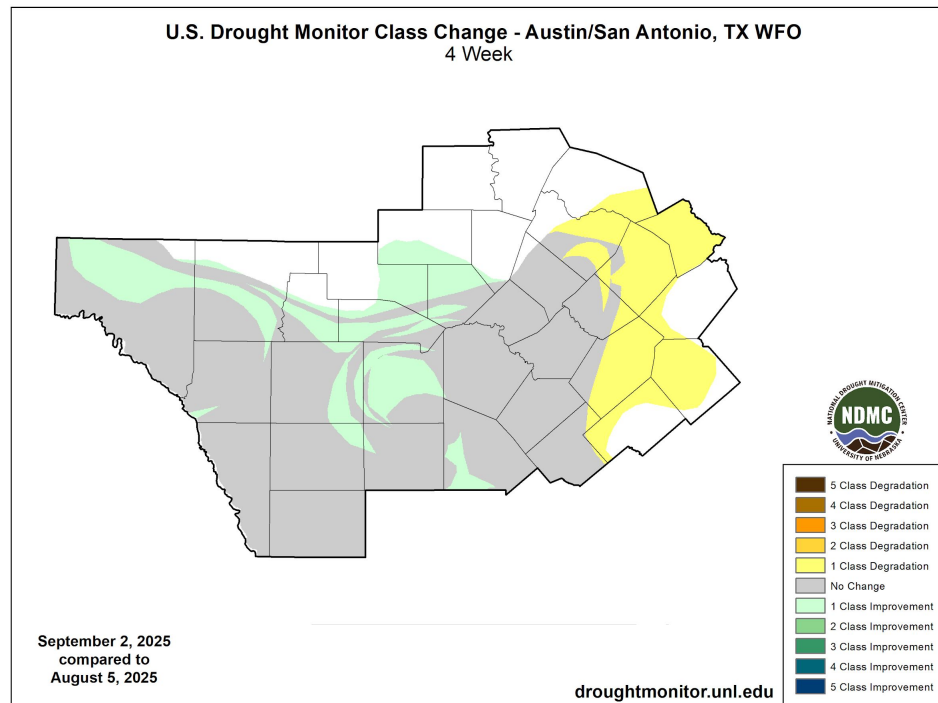 U.S. Drought Monitor Class Change - Austin/San Antonio, TX WFO
4 Week
NATIONAL DROUGHT MITIGATION CENTER
NDMC
UNIVERSITY OF NEBRASKA
5 Class Degradation
4 Class Degradation
3 Class Degradation
2 Class Degradation
1 Class Degradation
No Change
1 Class Improvement
2 Class Improvement
3 Class Improvement
4 Class Improvement
5 Class Improvement
September 2, 2025
compared to
August 5, 2025
droughtmonitor.unl.edu